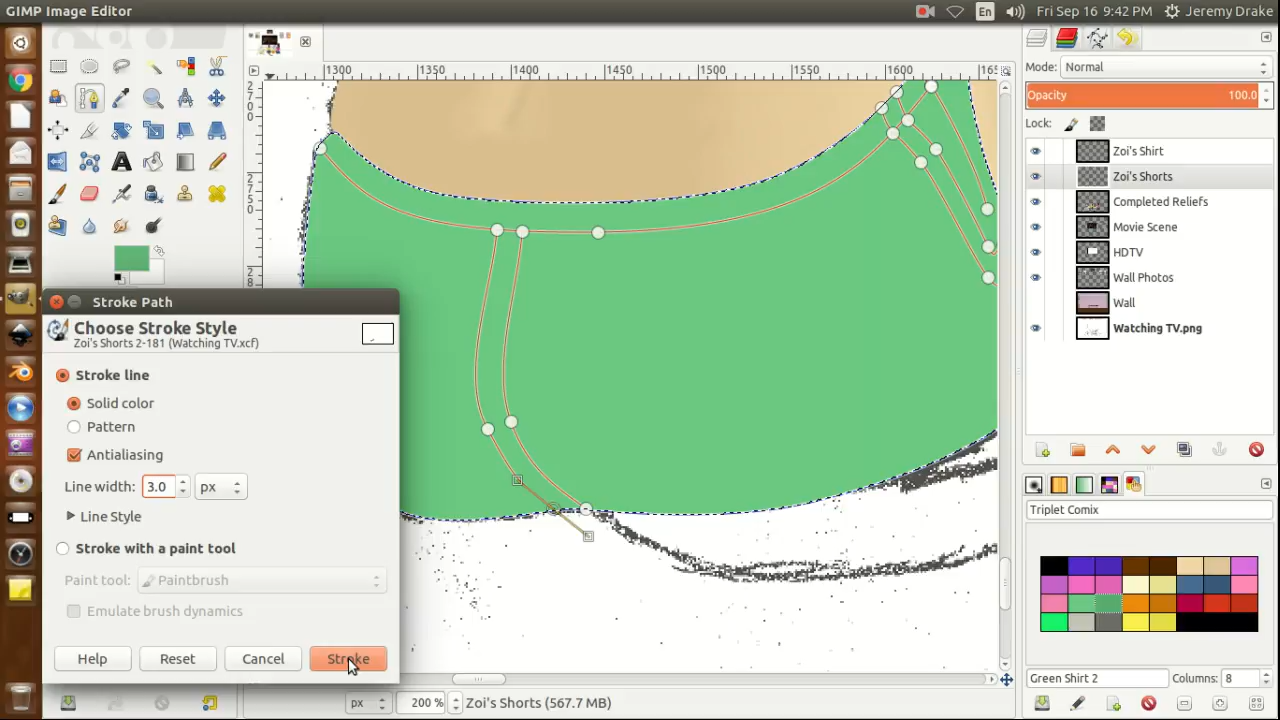 GIMP Image Editor
En
Fri Sep 16 9:42 PM
Jeremy Drake
1300
1350
1400
1450
1500
1550
1600
165
Mode: Normal
Opacity 100.0
Lock:
Zoi's Shirt
Zoi's Shorts
Completed Reliefs
Movie Scene
HDTV
Wall Photos
Wall
Watching TV.png
Stroke Path
Choose Stroke Style
Zoi's Shorts 2-181 (Watching TV.xcf)
Stroke line
Solid color
Pattern
Antialiasing
Line width: 3.0 px
Line Style
Stroke with a paint tool
Paint tool: Paintbrush
Emulate brush dynamics
Help
Reset
Cancel
Stroke
Triplet Comix
Green Shirt 2
Columns: 8
px
200 %
Zoi's Shorts (567.7 MB)